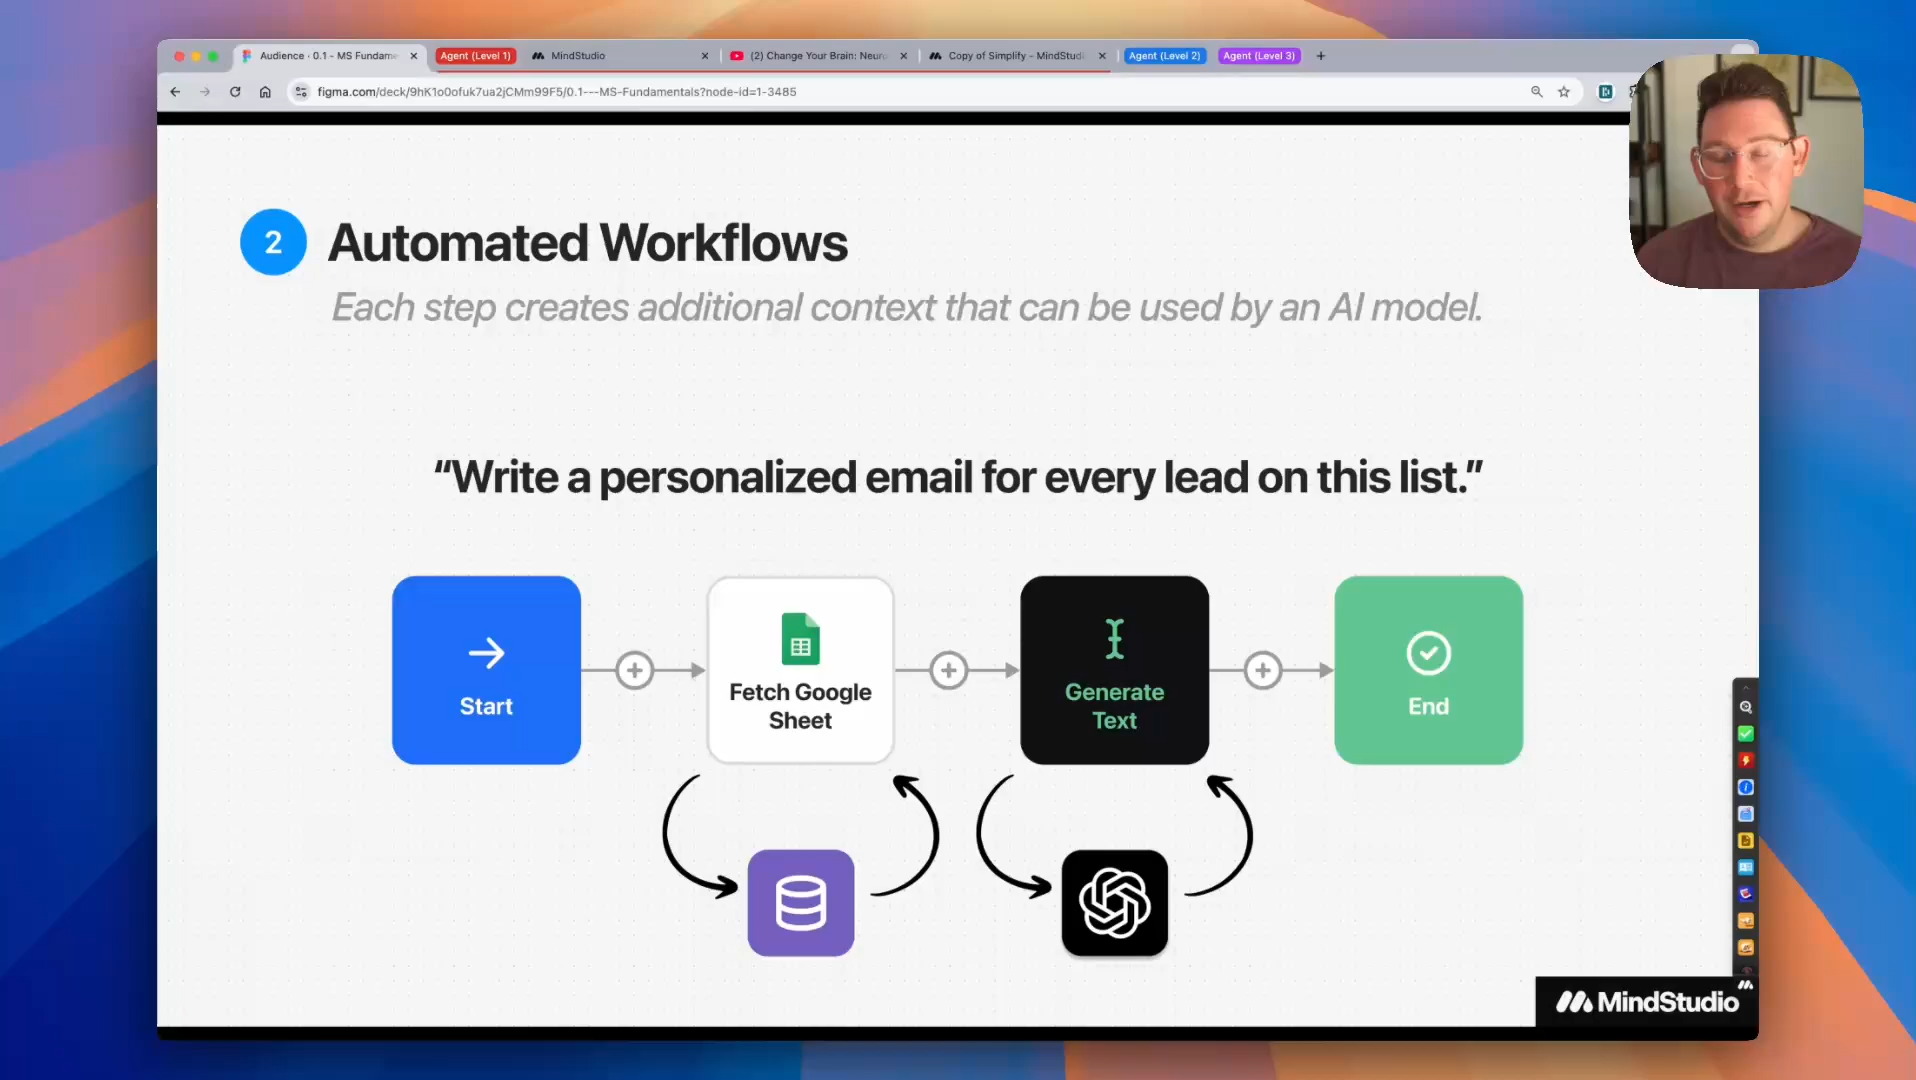 Audience · 0.1 - MS Fundame
Agent (Level 1)
MindStudio
(2) Change Your Brain: Neuro
Copy of Simplify – MindStudi
Agent (Level 2)
Agent (Level 3)
figma.com/deck/9hK1o0ofuk7ua2jCMm99F5/0.1---MS-Fundamentals?node-id=1-3485
2
Automated Workflows
Each step creates additional context that can be used by an AI model.
“Write a personalized email for every lead on this list.”
Start
Fetch Google
Sheet
Generate
Text
End
MindStudio